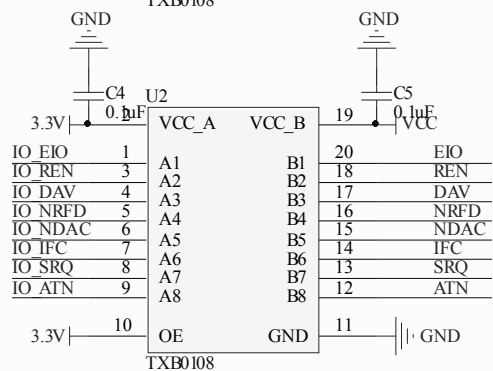 TXB0108
GND GND
C4 C5
U2
0.1uF 0.1uF
3.3V 2 VCC_A VCC_B 19 VCC
IO_EIO 1 A1 B1 20 EIO
IO_REN 3 A2 B2 18 REN
IO_DAV 4 A3 B3 17 DAV
IO_NRFD 5 A4 B4 16 NRFD
IO_NDAC 6 A5 B5 15 NDAC
IO_IFC 7 A6 B6 14 IFC
IO_SRQ 8 A7 B7 13 SRQ
IO_ATN 9 A8 B8 12 ATN
3.3V 10 OE GND 11 GND
TXB0108